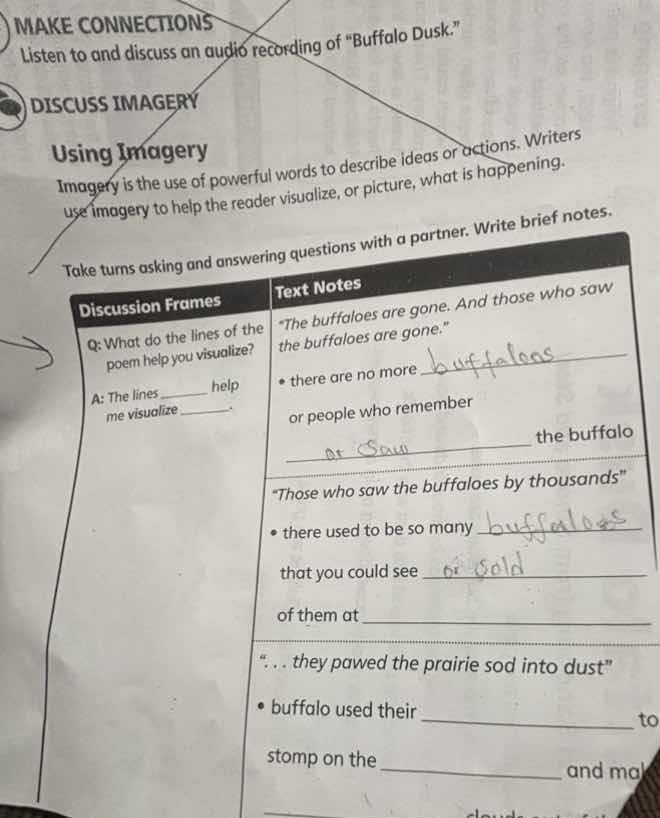 MAKE CONNECTIONS
Listen to and discuss an audio recording of “Buffalo Dusk.”
DISCUSS IMAGERY
Using Imagery
Imagery is the use of powerful words to describe ideas or actions. Writers
use imagery to help the reader visualize, or picture, what is happening.
Take turns asking and answering questions with a partner. Write brief notes.
Discussion Frames
Text Notes
Q: What do the lines of the
poem help you visualize?
A: The lines ______ help
me visualize ______.
“The buffaloes are gone. And those who saw
the buffaloes are gone.”
• there are no more buffaloes
or people who remember
or saw the buffalo
“Those who saw the buffaloes by thousands”
• there used to be so many buffaloes
that you could see or sold
of them at
“. . . they pawed the prairie sod into dust”
• buffalo used their ______ to
stomp on the ______ and